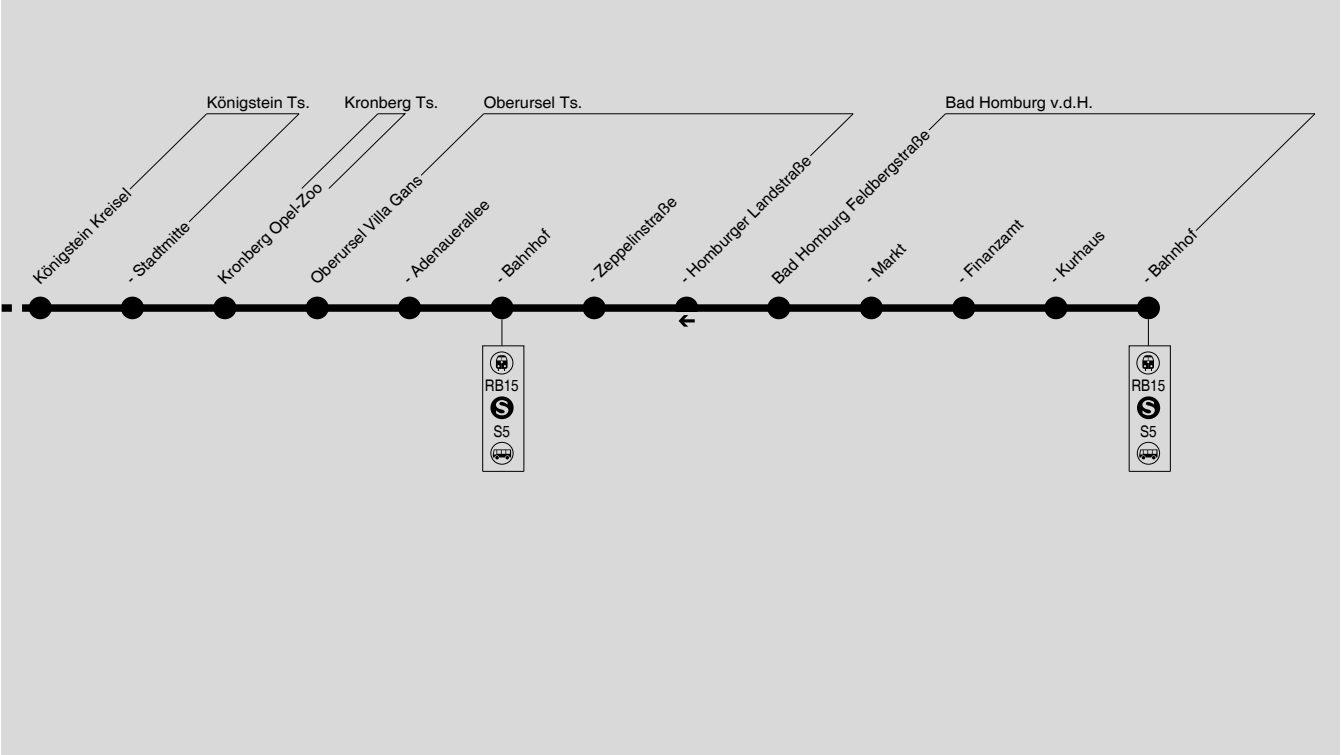 Königstein Ts.
Kronberg Ts.
Oberursel Ts.
Bad Homburg v.d.H.
Königstein Kreisel
- Stadtmitte
Kronberg Opel-Zoo
Oberursel Villa Gans
- Adenauerallee
- Bahnhof
- Zeppelinstraße
- Homburger Landstraße
Bad Homburg Feldbergstraße
- Markt
- Finanzamt
- Kurhaus
- Bahnhof
RB15
S
S5
RB15
S
S5